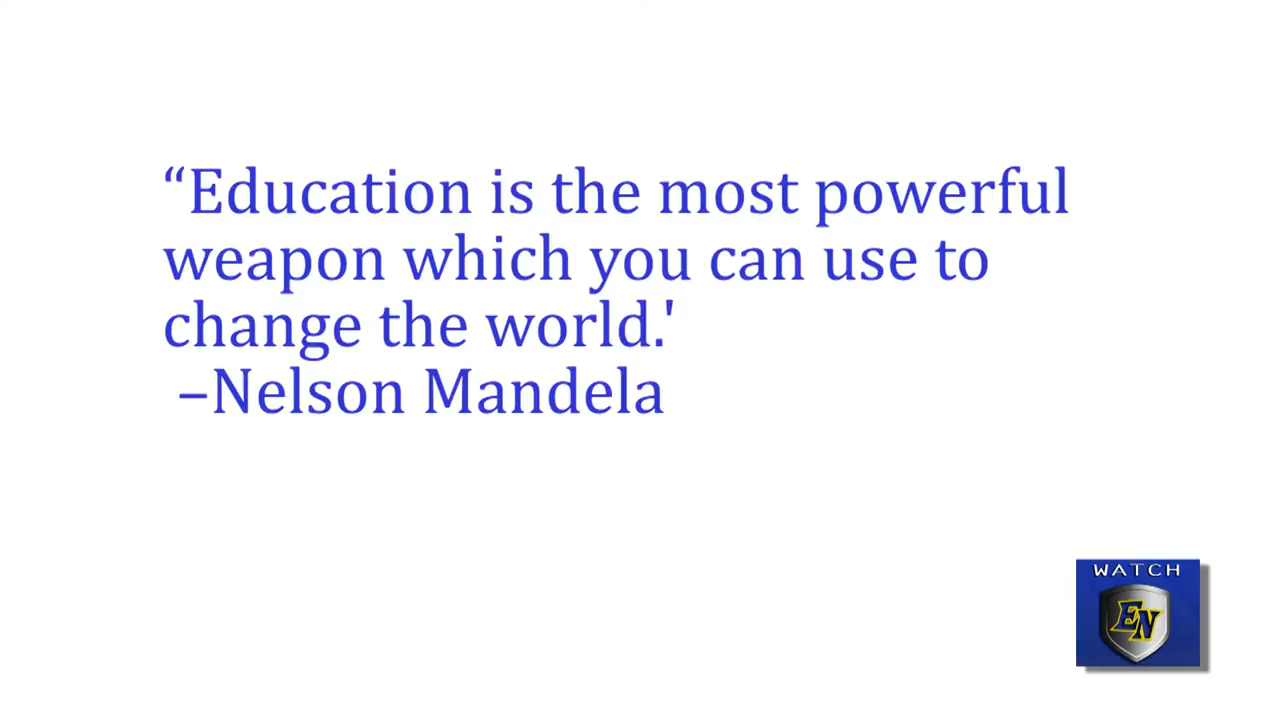 “Education is the most powerful
weapon which you can use to
change the world.'
–Nelson Mandela
WATCH
EN